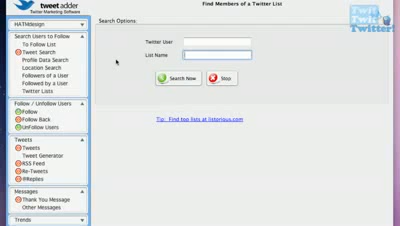 tweet adder
Twitter Marketing Software
HATMdesign
Search Users to Follow
To Follow List
Tweet Search
Profile Data Search
Location Search
Followers of a User
Followed by a User
Twitter Lists
Follow / Unfollow Users
Follow
Follow Back
UnFollow Users
Tweets
Tweets
Tweet Generator
RSS Feed
Re-Tweets
@Replies
Messages
Thank You Message
Other Messages
Trends
Find Members of a Twitter List
Search Options:
Twitter User
List Name
Search Now
Stop
Tip: Find too lists at listorious.com
Twit
Twit
Twitter!